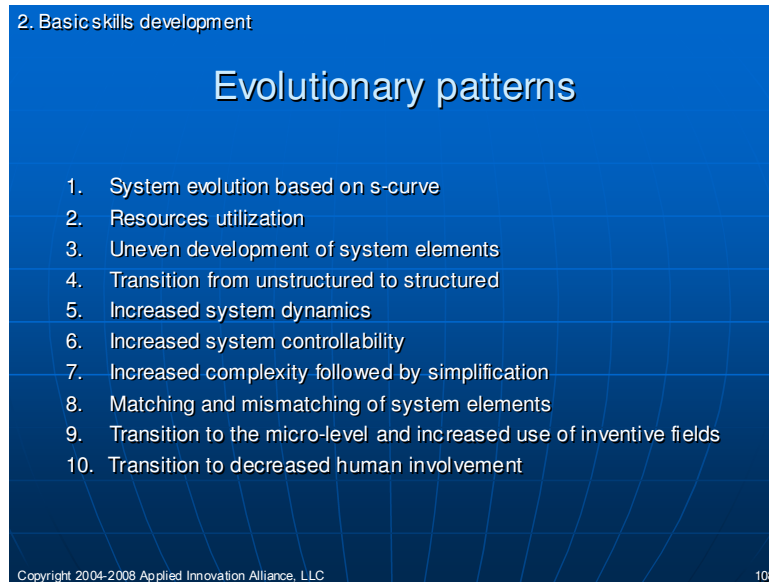 2. Basic skills development
Evolutionary patterns
1. System evolution based on s-curve
2. Resources utilization
3. Uneven development of system elements
4. Transition from unstructured to structured
5. Increased system dynamics
6. Increased system controllability
7. Increased complexity followed by simplification
8. Matching and mismatching of system elements
9. Transition to the micro-level and increased use of inventive fields
10. Transition to decreased human involvement
Copyright 2004-2008 Applied Innovation Alliance, LLC